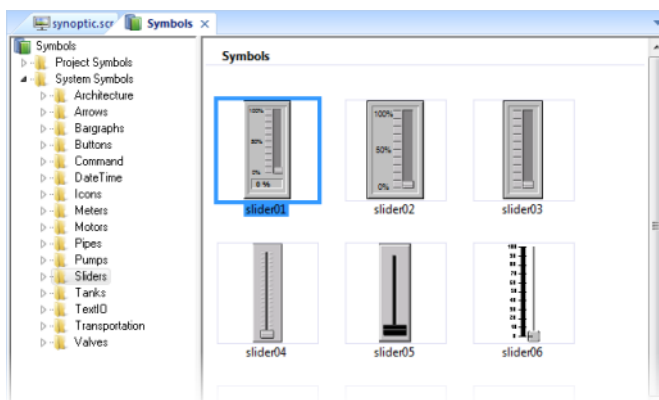 synoptic.scr
Symbols
Symbols
Project Symbols
System Symbols
Architecture
Arrows
Bargraphs
Buttons
Command
DateTime
Icons
Meters
Motors
Pipes
Pumps
Sliders
Tanks
TextIO
Transportation
Valves
Symbols
100%
50%
0%
0 %
slider01
100%
50%
0%
slider02
slider03
slider04
slider05
slider06